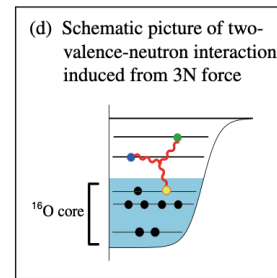 (d) Schematic picture of two-
valence-neutron interaction
induced from 3N force
¹⁶O core